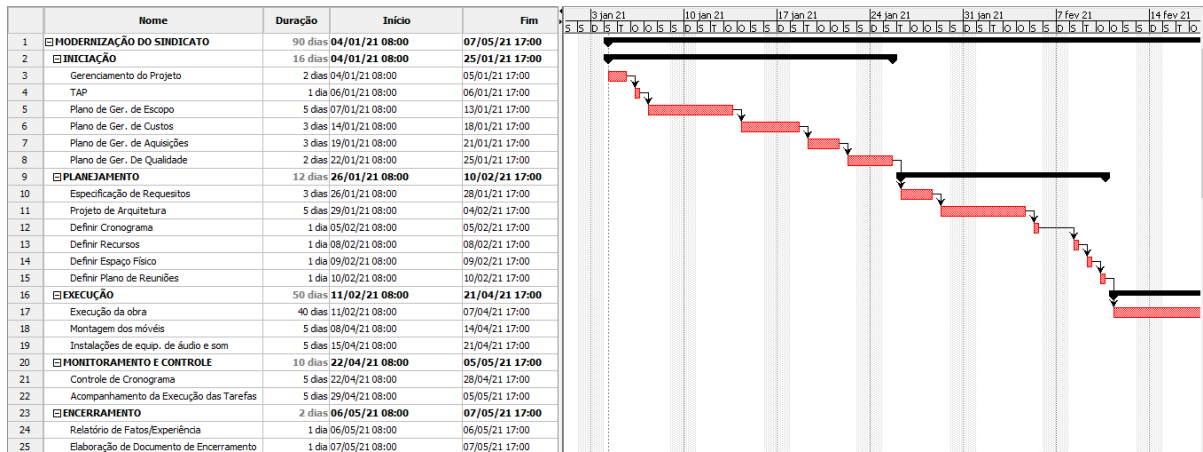 Nome Duração Início Fim
3 jan 21 10 jan 21 17 jan 21 24 jan 21 31 jan 21 7 fev 21 14 fev 21
S S D S T Q Q S S D S T Q Q S S D S T Q Q S S D S T Q Q S S D S T Q Q S S D S T Q Q S S D S T Q
1 MODERNIZAÇÃO DO SINDICATO 90 dias 04/01/21 08:00 07/05/21 17:00
2 INICIAÇÃO 16 dias 04/01/21 08:00 25/01/21 17:00
3 Gerenciamento do Projeto 2 dias 04/01/21 08:00 05/01/21 17:00
4 TAP 1 dia 06/01/21 08:00 06/01/21 17:00
5 Plano de Ger. de Escopo 5 dias 07/01/21 08:00 13/01/21 17:00
6 Plano de Ger. de Custos 3 dias 14/01/21 08:00 18/01/21 17:00
7 Plano de Ger. de Aquisições 3 dias 19/01/21 08:00 21/01/21 17:00
8 Plano de Ger. De Qualidade 2 dias 22/01/21 08:00 25/01/21 17:00
9 PLANEJAMENTO 12 dias 26/01/21 08:00 10/02/21 17:00
10 Especificação de Requesitos 3 dias 26/01/21 08:00 28/01/21 17:00
11 Projeto de Arquitetura 5 dias 29/01/21 08:00 04/02/21 17:00
12 Definir Cronograma 1 dia 05/02/21 08:00 05/02/21 17:00
13 Definir Recursos 1 dia 08/02/21 08:00 08/02/21 17:00
14 Definir Espaço Físico 1 dia 09/02/21 08:00 09/02/21 17:00
15 Definir Plano de Reuniões 1 dia 10/02/21 08:00 10/02/21 17:00
16 EXECUÇÃO 50 dias 11/02/21 08:00 21/04/21 17:00
17 Execução da obra 40 dias 11/02/21 08:00 07/04/21 17:00
18 Montagem dos móvéis 5 dias 08/04/21 08:00 14/04/21 17:00
19 Instalações de equip. de áudio e som 5 dias 15/04/21 08:00 21/04/21 17:00
20 MONITORAMENTO E CONTROLE 10 dias 22/04/21 08:00 05/05/21 17:00
21 Controle de Cronograma 5 dias 22/04/21 08:00 28/04/21 17:00
22 Acompanhamento da Execução das Tarefas 5 dias 29/04/21 08:00 05/05/21 17:00
23 ENCERRAMENTO 2 dias 06/05/21 08:00 07/05/21 17:00
24 Relatório de Fatos/Experiência 1 dia 06/05/21 08:00 06/05/21 17:00
25 Elaboração de Documento de Encerramento 1 dia 07/05/21 08:00 07/05/21 17:00